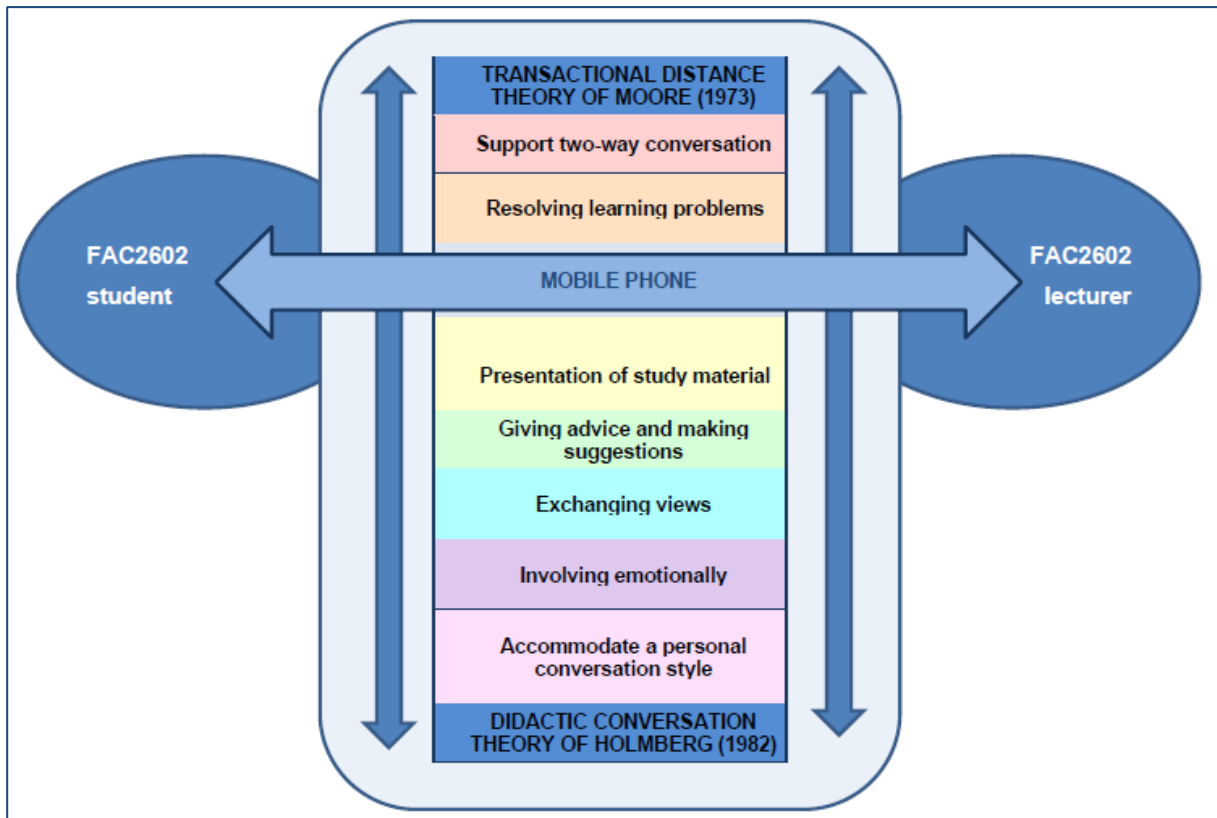 TRANSACTIONAL DISTANCE
THEORY OF MOORE (1973)
Support two-way conversation
Resolving learning problems
FAC2602
student
MOBILE PHONE
FAC2602
lecturer
Presentation of study material
Giving advice and making
suggestions
Exchanging views
Involving emotionally
Accommodate a personal
conversation style
DIDACTIC CONVERSATION
THEORY OF HOLMBERG (1982)